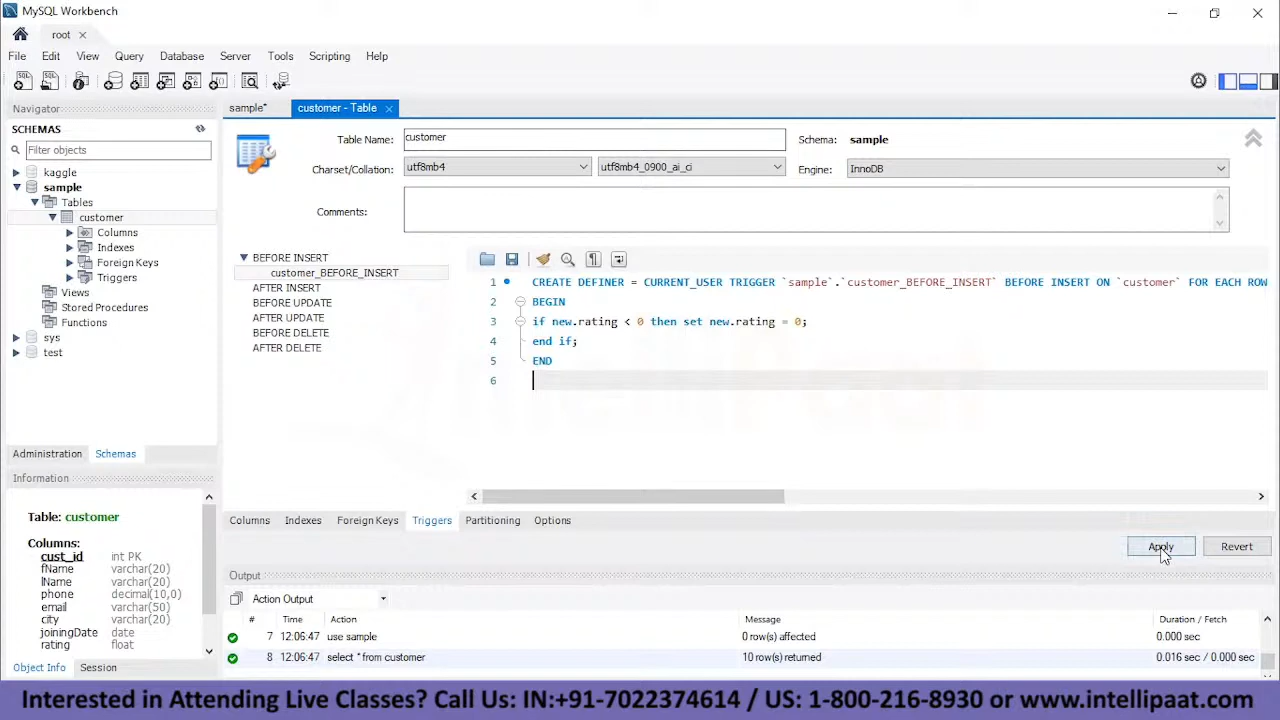 MySQL Workbench
root
File Edit View Query Database Server Tools Scripting Help
Navigator
SCHEMAS
Filter objects
kaggle
sample
Tables
customer
Columns
Indexes
Foreign Keys
Triggers
Views
Stored Procedures
Functions
sys
test
Administration Schemas
Information
Table: customer
Columns:
cust_id int PK
fName varchar(20)
lName varchar(20)
phone decimal(10,0)
email varchar(50)
city varchar(20)
joiningDate date
rating float
Object Info Session
sample* customer - Table
Table Name: customer Schema: sample
Charset/Collation: utf8mb4 utf8mb4_0900_ai_ci Engine: InnoDB
Comments:
BEFORE INSERT
customer_BEFORE_INSERT
AFTER INSERT
BEFORE UPDATE
AFTER UPDATE
BEFORE DELETE
AFTER DELETE
1 CREATE DEFINER = CURRENT_USER TRIGGER `sample`.`customer_BEFORE_INSERT` BEFORE INSERT ON `customer` FOR EACH ROW
2 BEGIN
3 if new.rating < 0 then set new.rating = 0;
4 end if;
5 END
6
Columns Indexes Foreign Keys Triggers Partitioning Options
Apply Revert
Output
Action Output
# Time Action Message Duration / Fetch
7 12:06:47 use sample 0 row(s) affected 0.000 sec
8 12:06:47 select * from customer 10 row(s) returned 0.016 sec / 0.000 sec
Interested in Attending Live Classes? Call Us: IN:+91-7022374614 / US: 1-800-216-8930 or www.intellipaat.com